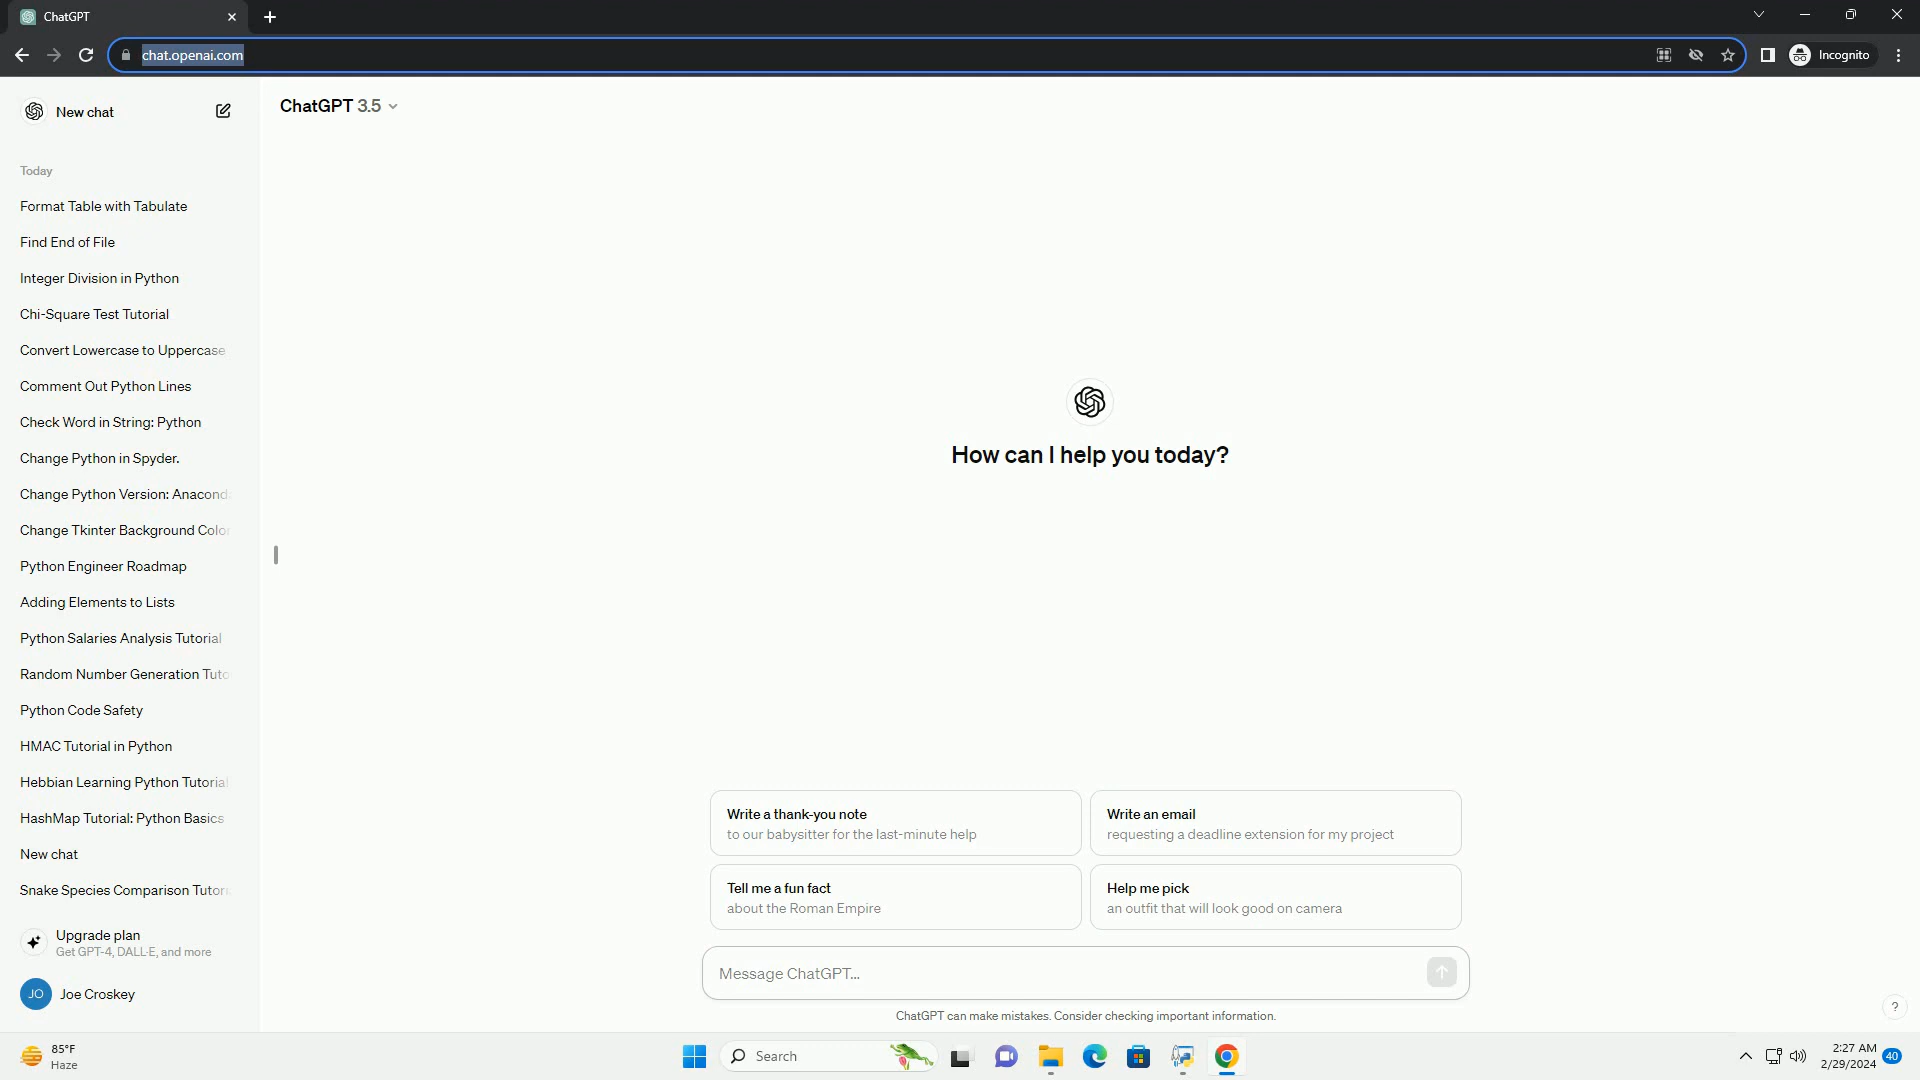 ChatGPT
chat.openai.com
Incognito
New chat
ChatGPT 3.5
Today
Format Table with Tabulate
Find End of File
Integer Division in Python
Chi-Square Test Tutorial
Convert Lowercase to Uppercase
Comment Out Python Lines
Check Word in String: Python
Change Python in Spyder.
Change Python Version: Anacond
Change Tkinter Background Color
Python Engineer Roadmap
Adding Elements to Lists
Python Salaries Analysis Tutorial
Random Number Generation Tuto
Python Code Safety
HMAC Tutorial in Python
Hebbian Learning Python Tutorial
HashMap Tutorial: Python Basics
New chat
Snake Species Comparison Tutor
Upgrade plan
Get GPT-4, DALL·E, and more
JO Joe Croskey
How can I help you today?
Write a thank-you note
to our babysitter for the last-minute help
Write an email
requesting a deadline extension for my project
Tell me a fun fact
about the Roman Empire
Help me pick
an outfit that will look good on camera
Message ChatGPT...
ChatGPT can make mistakes. Consider checking important information.
?
85°F
Haze
Search
2:27 AM
2/29/2024
40